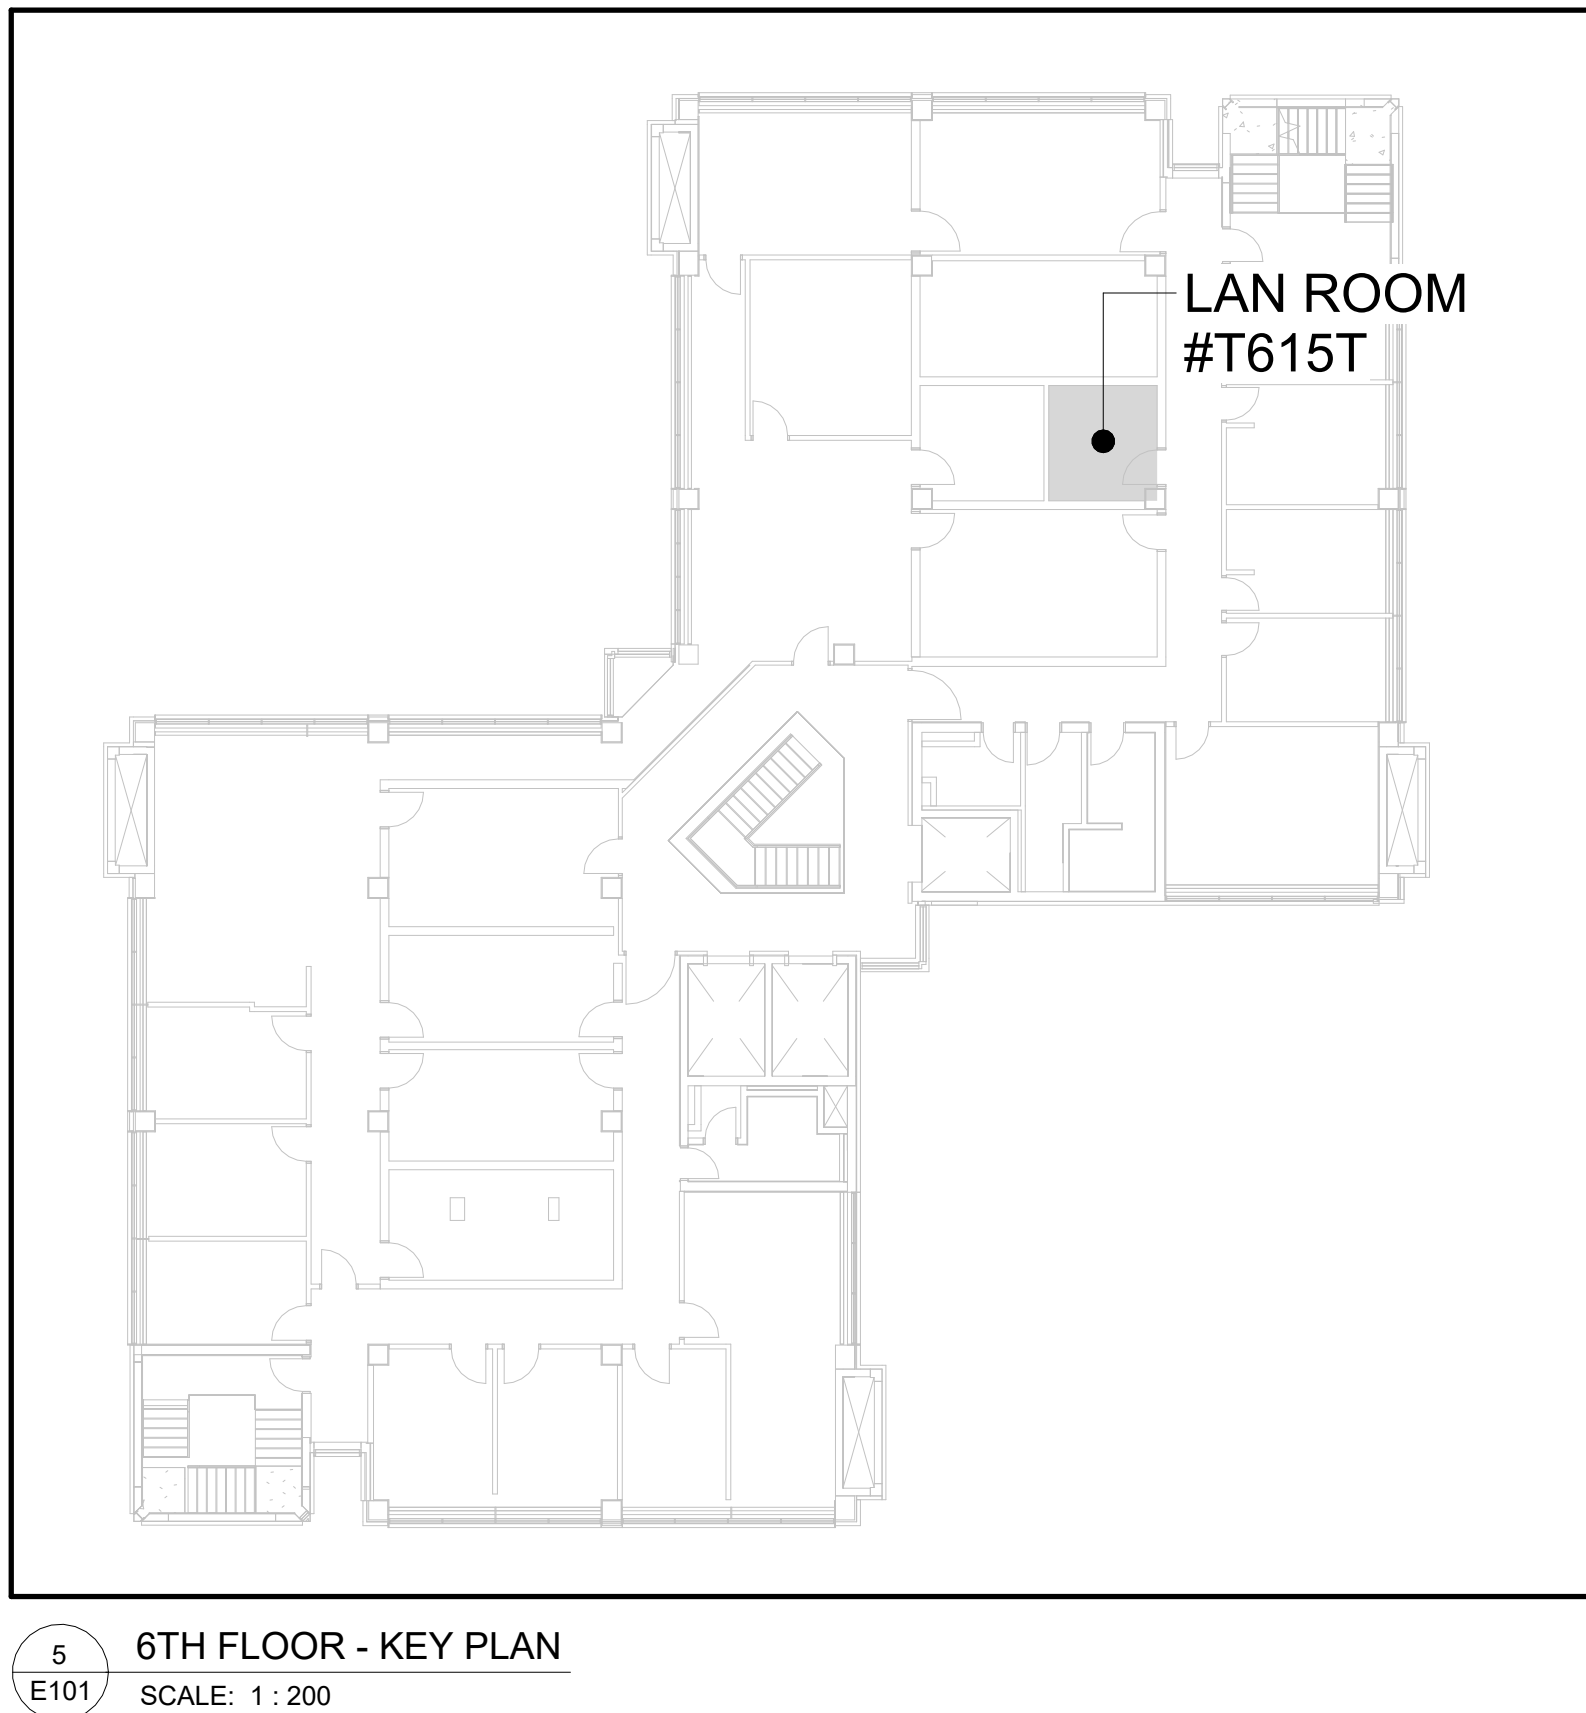 LAN ROOM
#T615T
5
E101
6TH FLOOR - KEY PLAN
SCALE: 1 : 200